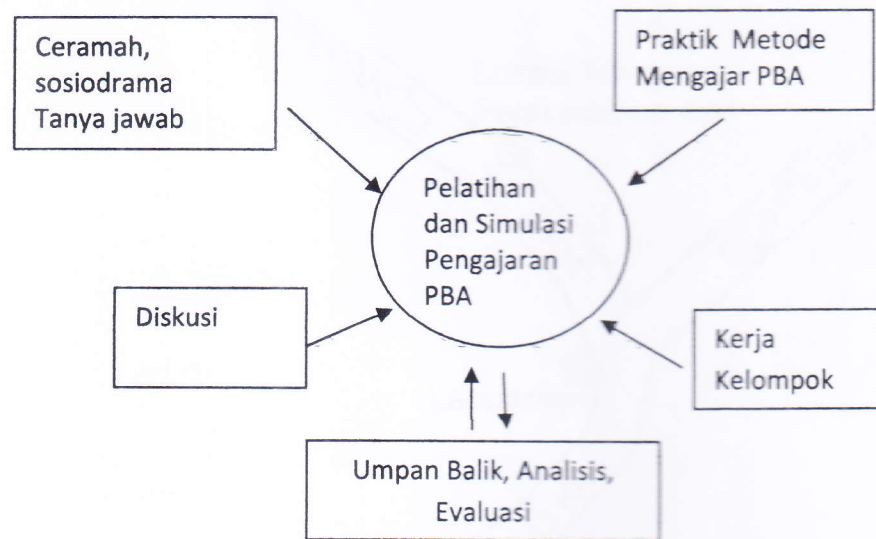 Ceramah,
sosiodrama
Tanya jawab
Praktik Metode
Mengajar PBA
Pelatihan
dan Simulasi
Pengajaran
PBA
Diskusi
Kerja
Kelompok
Umpan Balik, Analisis,
Evaluasi